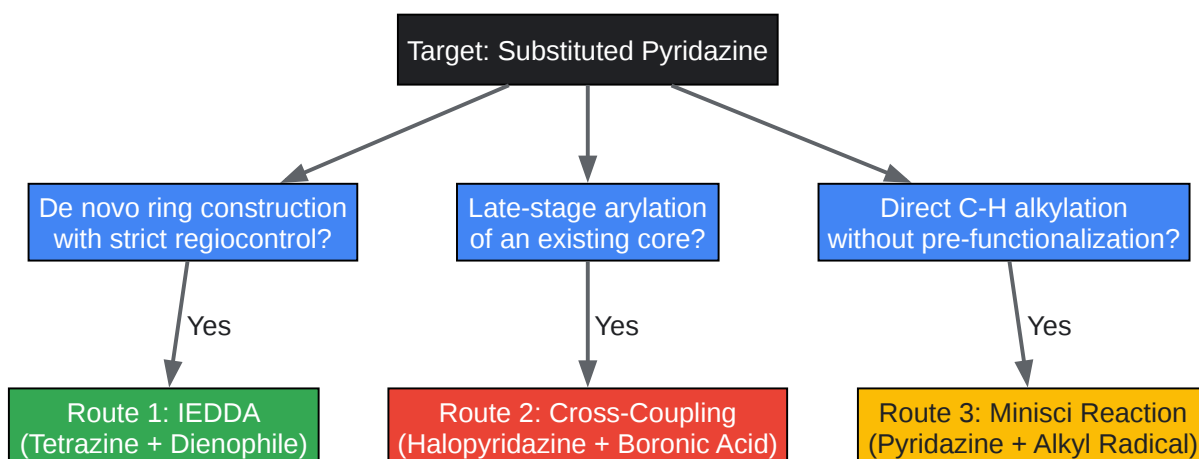 Target: Substituted Pyridazine
De novo ring construction
with strict regiocontrol?
Late-stage arylation
of an existing core?
Direct C-H alkylation
without pre-functionalization?
Yes
Yes
Yes
Route 1: IEDDA
(Tetrazine + Dienophile)
Route 2: Cross-Coupling
(Halopyridazine + Boronic Acid)
Route 3: Minisci Reaction
(Pyridazine + Alkyl Radical)